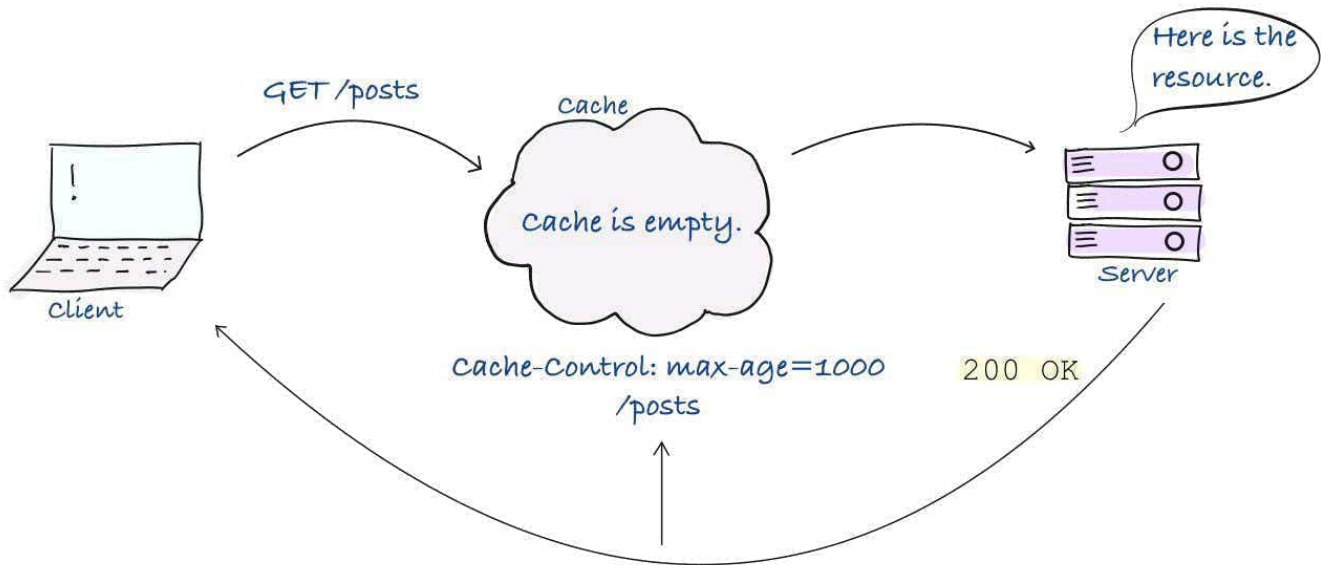 Here is the
resource.
GET /posts
Cache
Cache is empty.
Client
Server
Cache-Control: max-age=1000
/posts
200 OK